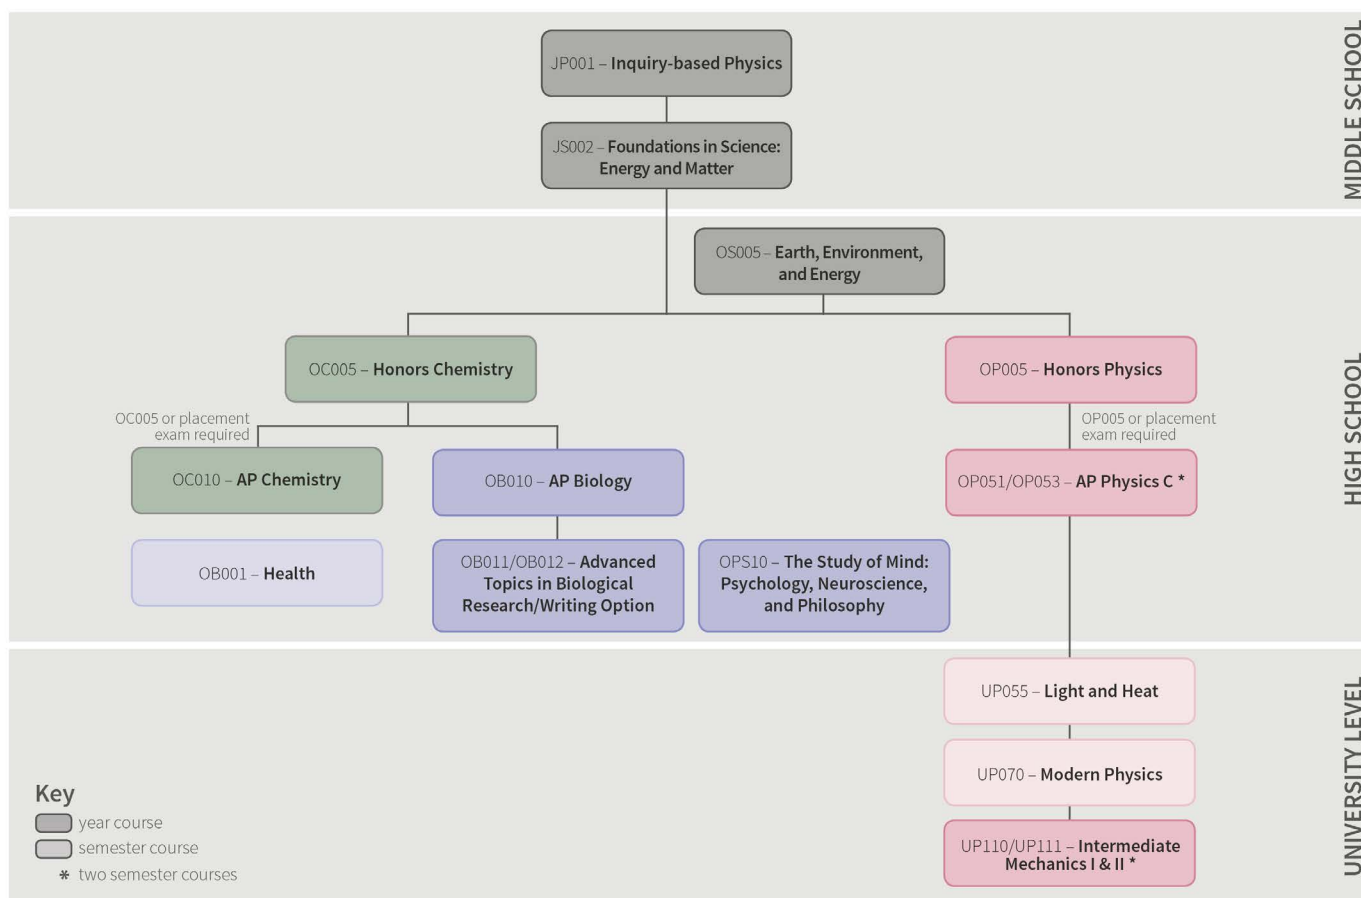 MIDDLE SCHOOL
JP001 – Inquiry-based Physics
JS002 – Foundations in Science:
Energy and Matter
HIGH SCHOOL
OS005 – Earth, Environment,
and Energy
OC005 – Honors Chemistry
OP005 – Honors Physics
OC005 or placement
exam required
OP005 or placement
exam required
OC010 – AP Chemistry
OB010 – AP Biology
OP051/OP053 – AP Physics C *
OB001 – Health
OB011/OB012 – Advanced
Topics in Biological
Research/Writing Option
OPS10 – The Study of Mind:
Psychology, Neuroscience,
and Philosophy
UNIVERSITY LEVEL
UP055 – Light and Heat
UP070 – Modern Physics
UP110/UP111 – Intermediate
Mechanics I & II *
Key
year course
semester course
* two semester courses